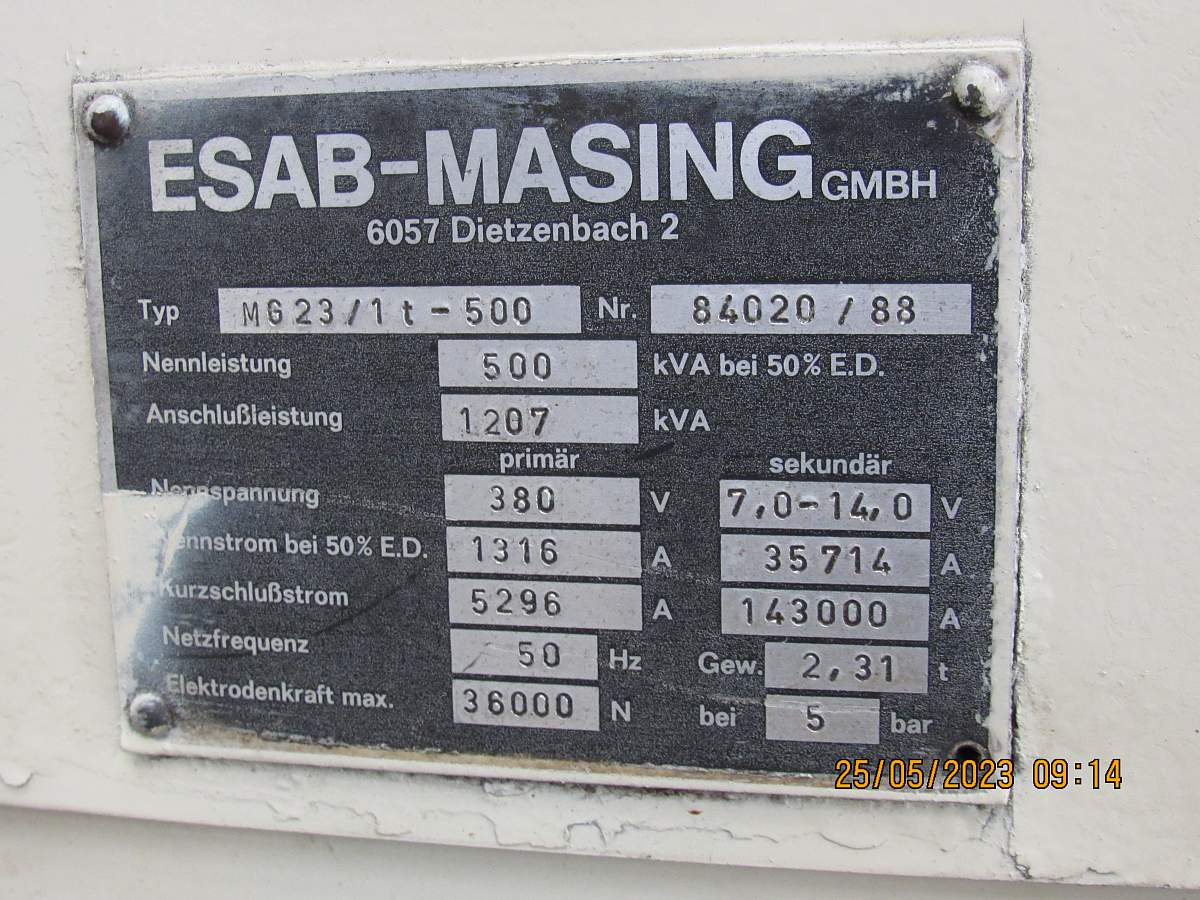 ESAB-MASING GMBH
6057 Dietzenbach 2
Typ MG23/1t-500 Nr. 84020/88
Nennleistung 500 kVA bei 50% E.D.
Anschlußleistung 1207 kVA
primär sekundär
Nennspannung 380 V 7,0-14,0 V
Nennstrom bei 50% E.D. 1316 A 35714 A
Kurzschlußstrom 5296 A 143000 A
Netzfrequenz 50 Hz Gew. 2,31 t
Elektrodenkraft max. 36000 N bei 5 bar
25/05/2023 09:14